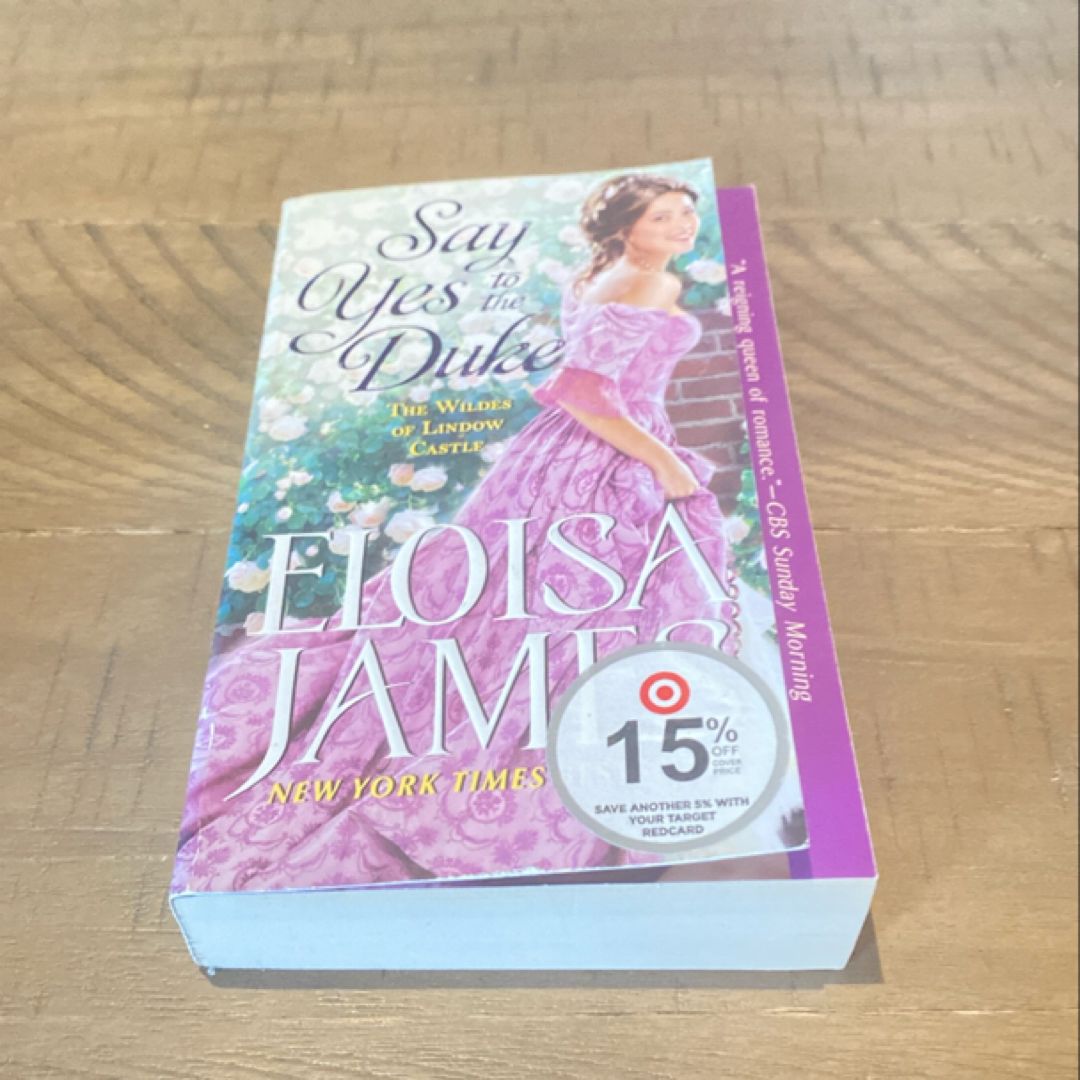 Say
Yes to the
Duke
THE WILDES
OF LINDOW
CASTLE
ELOISA
JAMES
NEW YORK TIMES
15% OFF COVER PRICE
SAVE ANOTHER 5% WITH
YOUR TARGET
REDCARD
"A reigning queen of romance."—CBS Sunday Morning